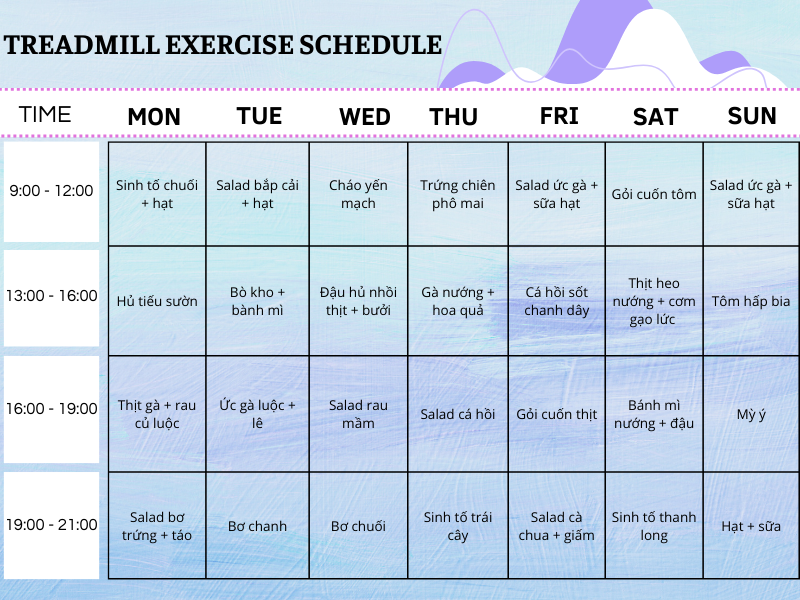 TREADMILL EXERCISE SCHEDULE
TIME MON TUE WED THU FRI SAT SUN
9:00 - 12:00
Sinh tố chuối
+ hạt
Salad bắp cải
+ hạt
Cháo yến
mạch
Trứng chiên
phô mai
Salad ức gà +
sữa hạt
Gỏi cuốn tôm
Salad ức gà +
sữa hạt
13:00 - 16:00
Hủ tiếu sườn
Bò kho +
bành mì
Đậu hủ nhồi
thịt + bưởi
Gà nướng +
hoa quả
Cá hồi sốt
chanh dây
Thịt heo
nướng + cơm
gạo lức
Tôm hấp bia
16:00 - 19:00
Thịt gà + rau
củ luộc
Ức gà luộc +
lê
Salad rau
mầm
Salad cá hồi
Gỏi cuốn thịt
Bánh mì
nướng + đậu
Mỳ ý
19:00 - 21:00
Salad bơ
trứng + táo
Bơ chanh
Bơ chuối
Sinh tố trái
cây
Salad cà
chua + giấm
Sinh tố thanh
long
Hạt + sữa